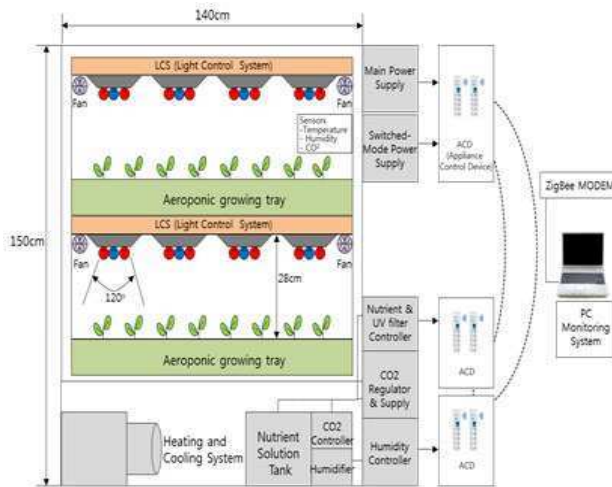 140cm
150cm
LCS (Light Control System)
Fan
Fan
Sensors
-Temperature
- Humidity
- CO²
Aeroponic growing tray
LCS (Light Control System)
Fan
Fan
120°
28cm
Aeroponic growing tray
Heating and
Cooling System
Nutrient
Solution
Tank
CO2
Controller
Humidifier
Main Power
Supply
Switched-
Mode Power
Supply
Nutrient &
UV filter
Controller
CO2
Regulator
& Supply
Humidity
Controller
ACD
(Appliance
Control Device)
ACD
ACD
ZigBee MODEM
PC
Monitoring
System